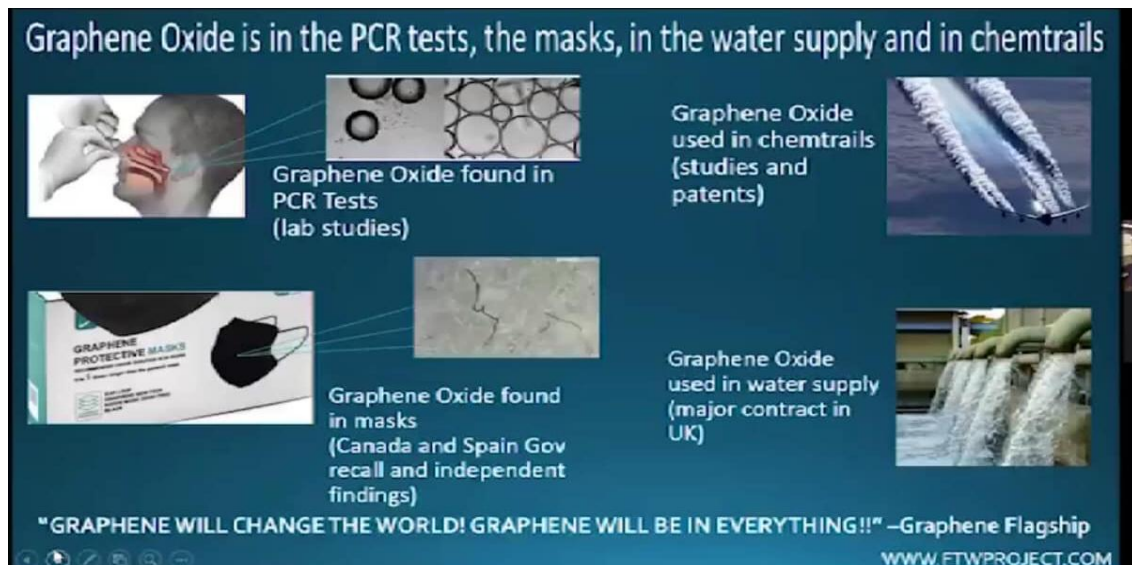 Graphene Oxide is in the PCR tests, the masks, in the water supply and in chemtrails
Graphene Oxide found in
PCR Tests
(lab studies)
Graphene Oxide
used in chemtrails
(studies and
patents)
GRAPHENE
PROTECTIVE MASKS
Graphene Oxide found
in masks
(Canada and Spain Gov
recall and independent
findings)
Graphene Oxide
used in water supply
(major contract in
UK)
"GRAPHENE WILL CHANGE THE WORLD! GRAPHENE WILL BE IN EVERYTHING!!" –Graphene Flagship
WWW.FTWPROJECT.COM